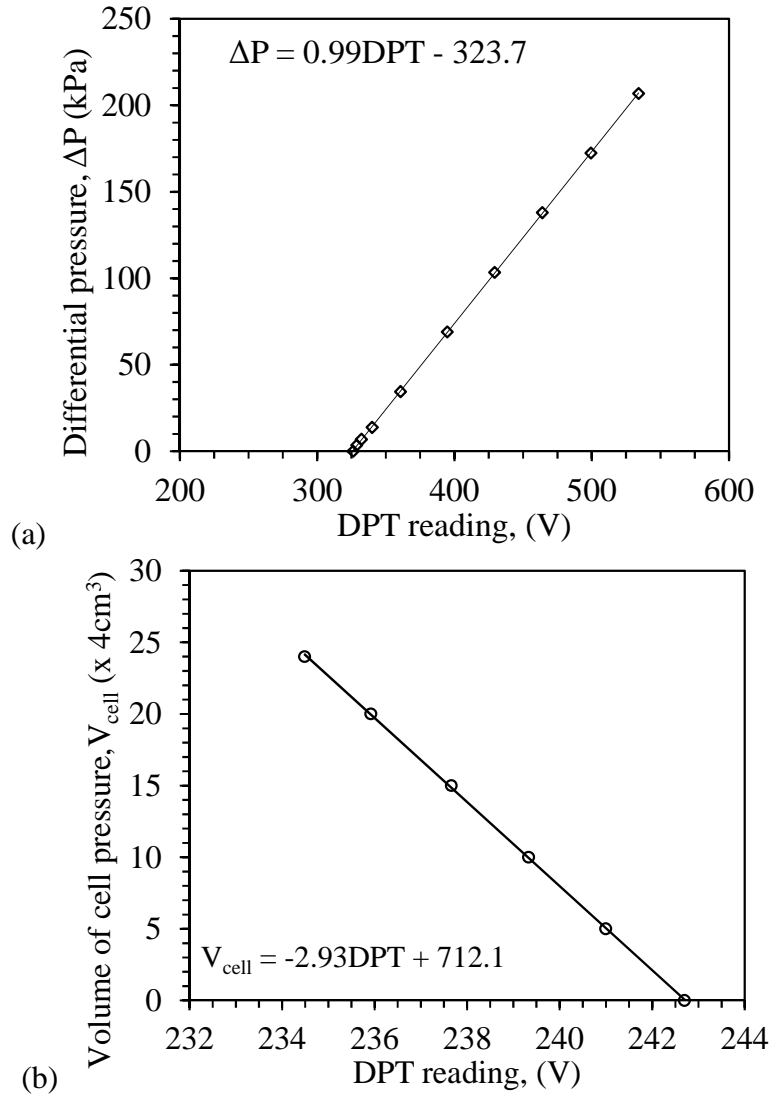 ΔP = 0.99DPT - 323.7
Differential pressure, ΔP (kPa)
250
200
150
100
50
0
200 300 400 500 600
DPT reading, (V)
(a)
Volume of cell pressure, V_cell (x 4cm³)
30
25
20
15
10
5
0
V_cell = -2.93DPT + 712.1
232 234 236 238 240 242 244
DPT reading, (V)
(b)